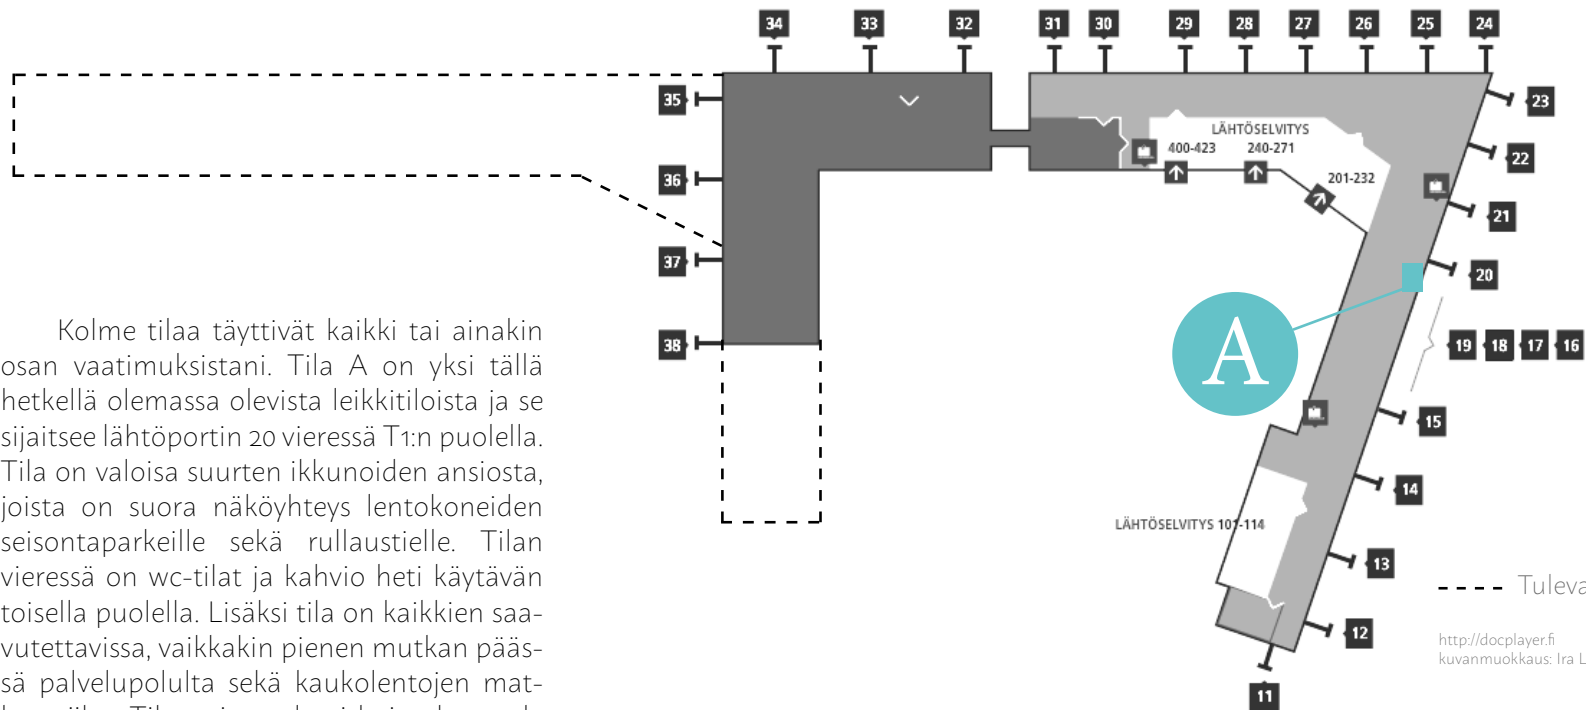 34 33 32 31 30 29 28 27 26 25 24
35
23
LÄHTÖSELVITYS
400-423 240-271
22
36
201-232
21
37
20
A
38
19 18 17 16
15
14
LÄHTÖSELVITYS 101-114
13
12
11
Kolme tilaa täyttivät kaikki tai ainakin
osan vaatimuksistani. Tila A on yksi tällä
hetkellä olemassa olevista leikkitiloista ja se
sijaitsee lähtöportin 20 vieressä T1:n puolella.
Tila on valoisa suurten ikkunoiden ansiosta,
joista on suora näköyhteys lentokoneiden
seisontaparkeille sekä rullaustielle. Tilan
vieressä on wc-tilat ja kahvio heti käytävän
toisella puolella. Lisäksi tila on kaikkien saa-
vutettavissa, vaikkakin pienen mutkan pääs-
sä palvelupolulta sekä kaukolentojen mat-
Tuleva
http://docplayer.fi
kuvanmuokkaus: Ira L